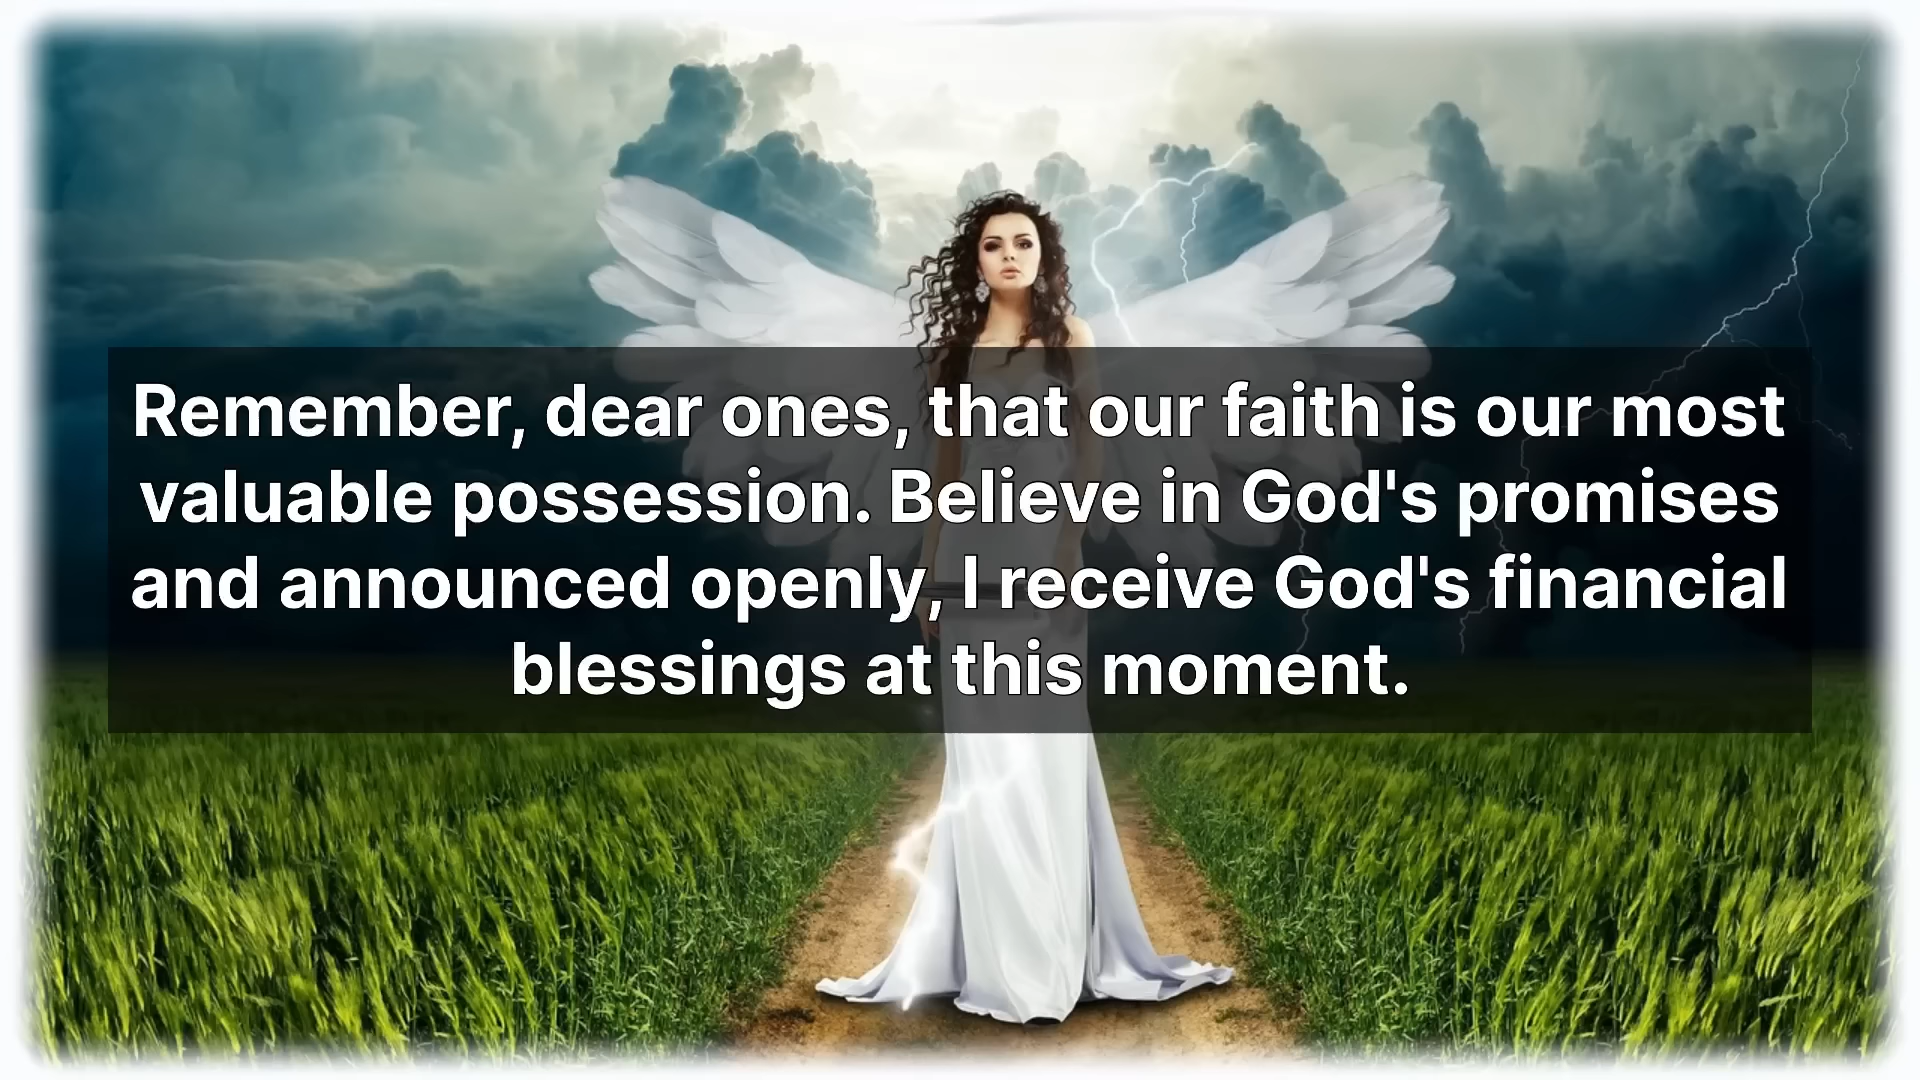 Remember, dear ones, that our faith is our most
valuable possession. Believe in God's promises
and announced openly, I receive God's financial
blessings at this moment.